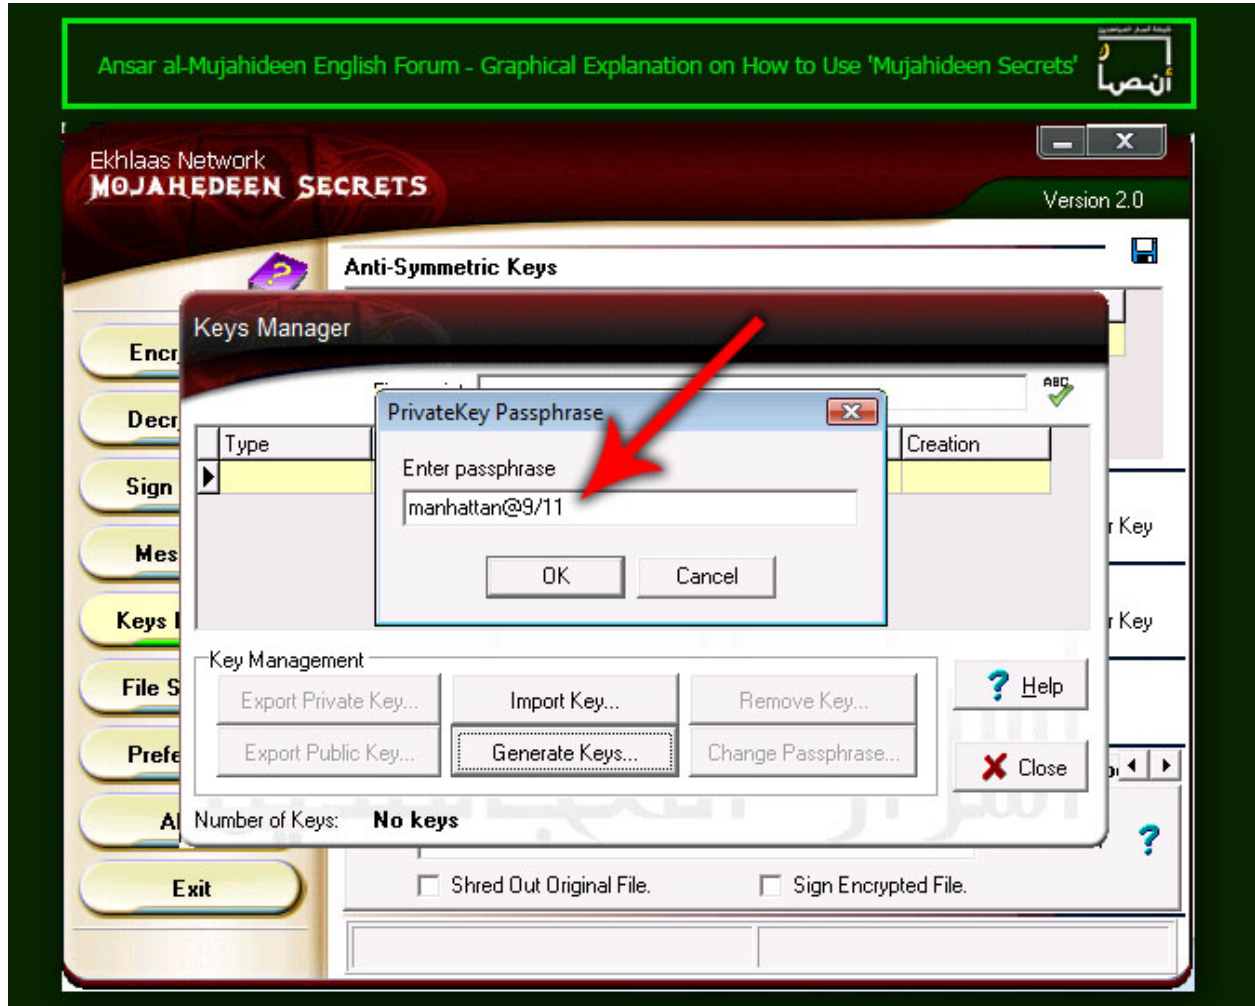 Ansar al-Mujahideen English Forum - Graphical Explanation on How to Use 'Mujahideen Secrets'
أنصار
Ekhlaas Network
MOJAHEDEEN SECRETS
Version 2.0
Anti-Symmetric Keys
Keys Manager
Encr
Decr
Sign
Mes
Keys
File S
Prefe
Exit
ABC
Type
Creation
PrivateKey Passphrase
Enter passphrase
manhattan@9/11
OK
Cancel
r Key
r Key
Key Management
Export Private Key...
Import Key...
Remove Key...
Export Public Key...
Generate Keys...
Change Passphrase...
? Help
Close
Number of Keys: No keys
?
Shred Out Original File.
Sign Encrypted File.